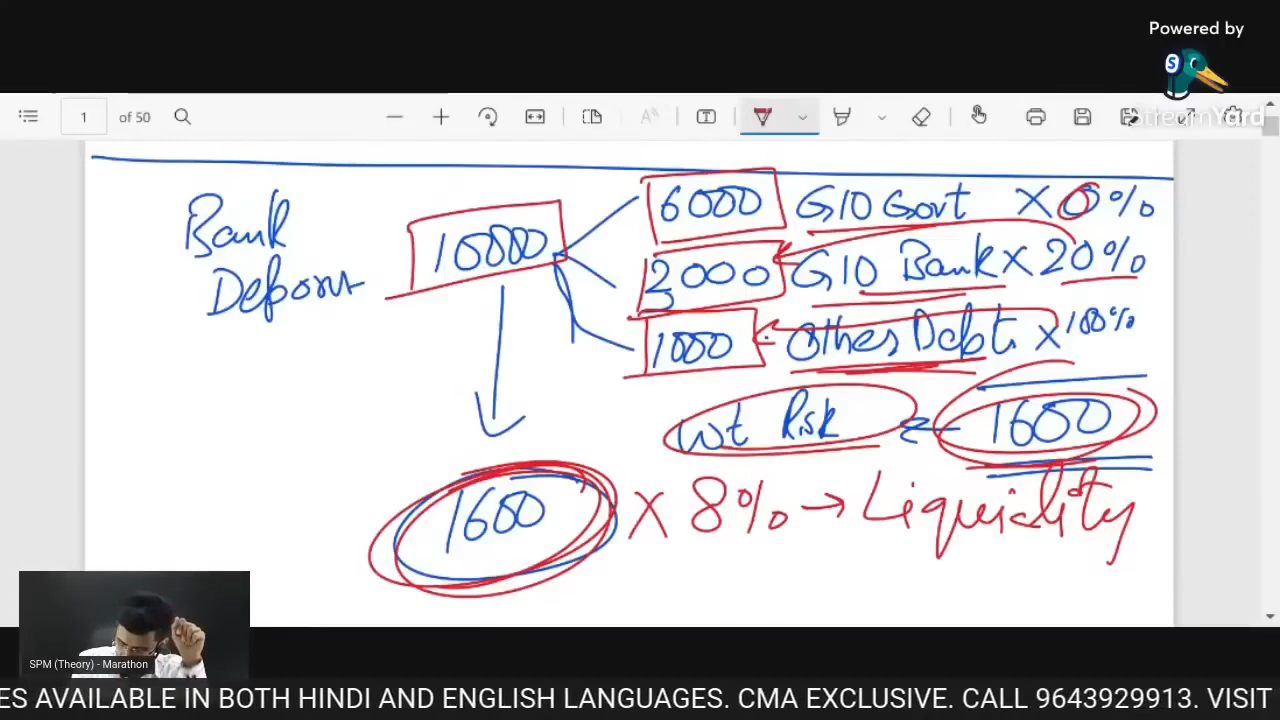 Powered by
StreamYard
1 of 50
Bank
Deposit
10000
6000 G10 Govt X 0%
2000 G10 Bank X 20%
1000 Other Debt X 100%
Wt Risk ← 1600
1600 X 8% → Liquidity
SPM (Theory) - Marathon
ES AVAILABLE IN BOTH HINDI AND ENGLISH LANGUAGES. CMA EXCLUSIVE. CALL 9643929913. VISIT